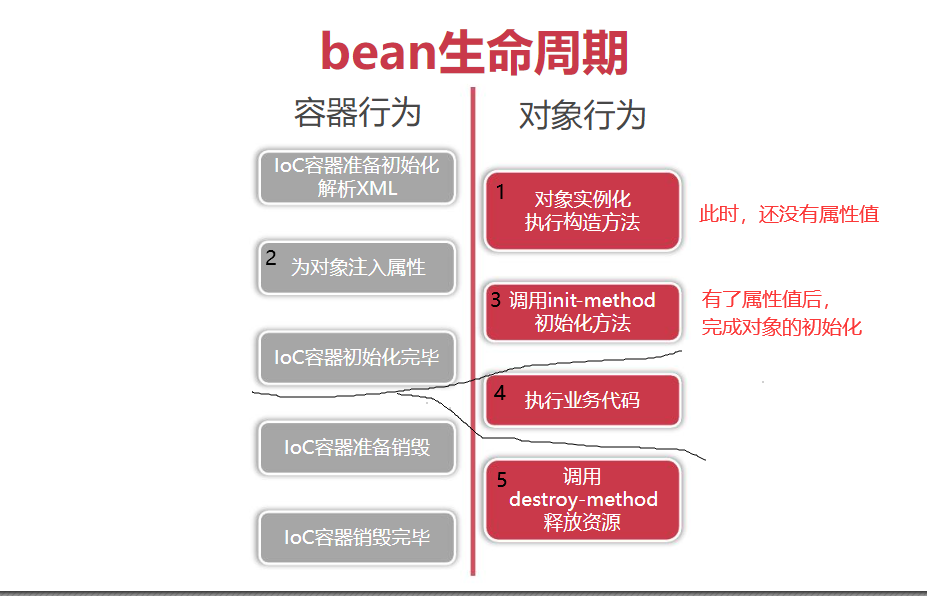 bean生命周期
容器行为
对象行为
IoC容器准备初始化
解析XML
1
对象实例化
执行构造方法
此时，还没有属性值
2
为对象注入属性
3
调用init-method
初始化方法
有了属性值后，
完成对象的初始化
IoC容器初始化完毕
4
执行业务代码
IoC容器准备销毁
5
调用
destroy-method
释放资源
IoC容器销毁完毕